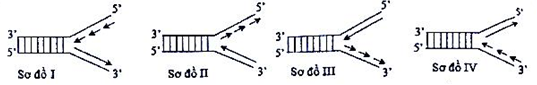 5' 5' 5' 5'
3' 3' 3' 3'
5' 5' 5' 5'
3' 3' 3' 3'
Sơ đồ I Sơ đồ II Sơ đồ III Sơ đồ IV